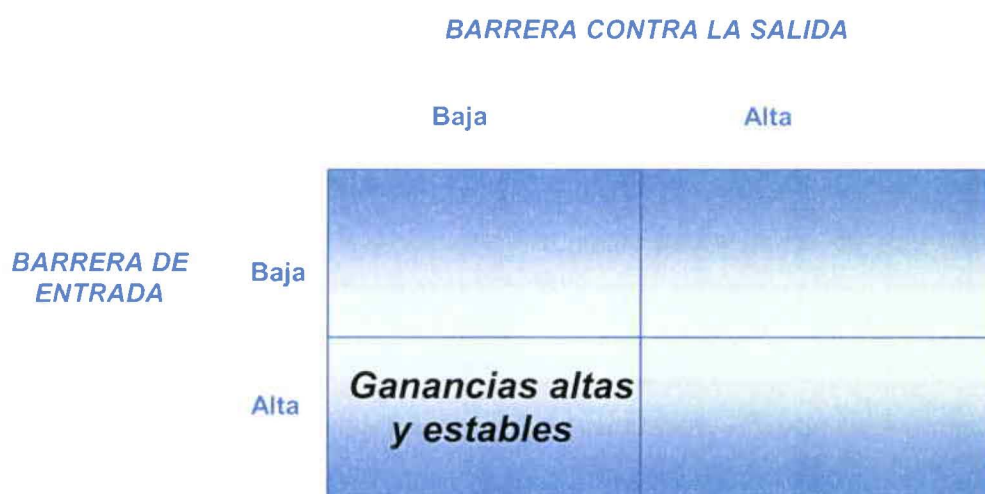 BARRERA CONTRA LA SALIDA
Baja Alta
BARRERA DE
ENTRADA
Baja
Alta
Ganancias altas
y estables